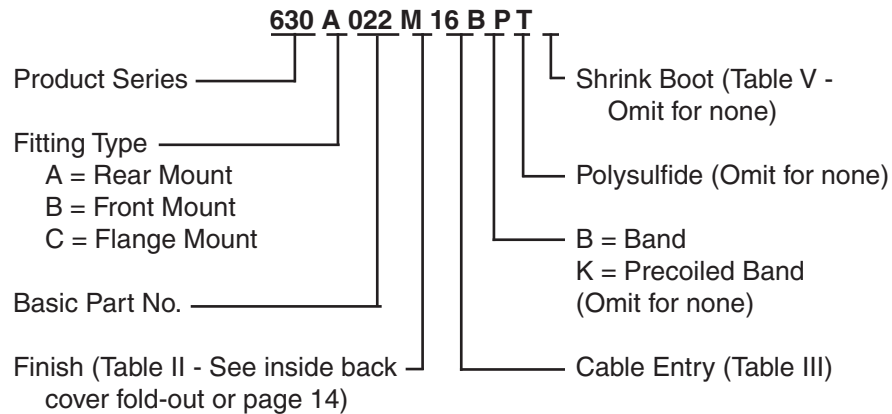 630 A 022 M 16 B P T
Product Series
Fitting Type
A = Rear Mount
B = Front Mount
C = Flange Mount
Basic Part No.
Finish (Table II - See inside back
cover fold-out or page 14)
Shrink Boot (Table V -
Omit for none)
Polysulfide (Omit for none)
B = Band
K = Precoiled Band
(Omit for none)
Cable Entry (Table III)